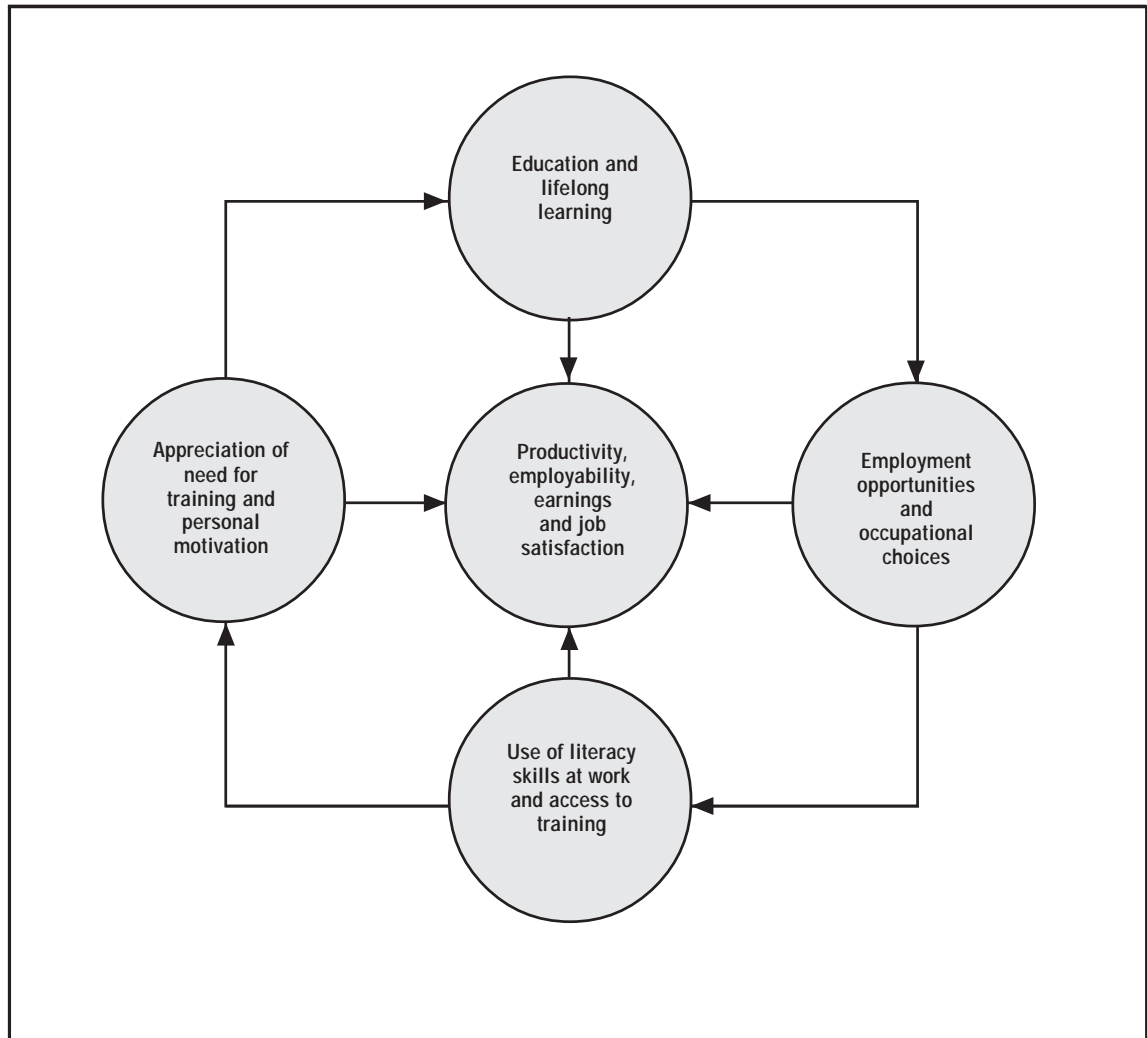 Education and
lifelong
learning
Appreciation of
need for
training and
personal
motivation
Productivity,
employability,
earnings
and job
satisfaction
Employment
opportunities
and
occupational
choices
Use of literacy
skills at work
and access to
training